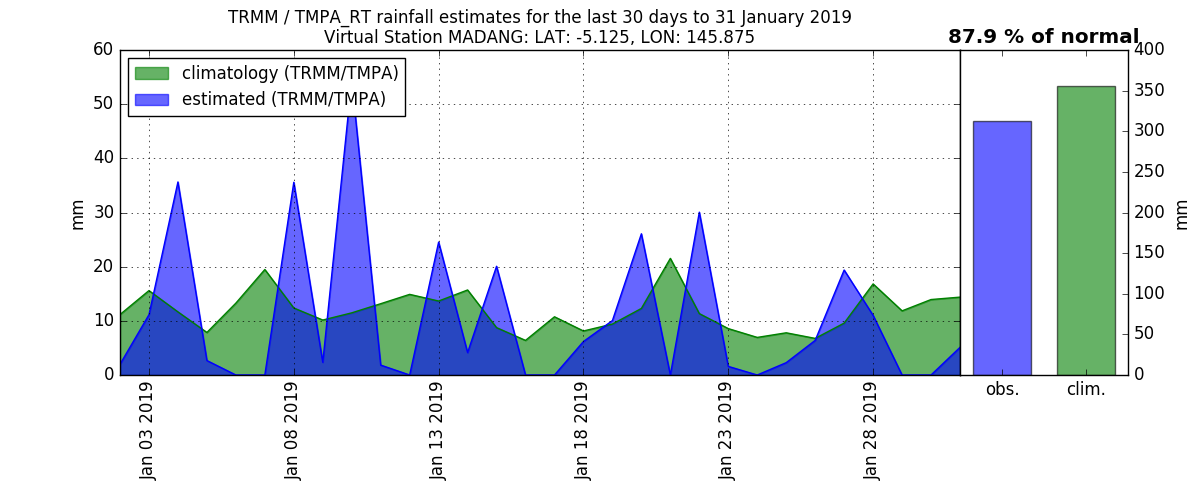 TRMM / TMPA_RT rainfall estimates for the last 30 days to 31 January 2019
Virtual Station MADANG: LAT: -5.125, LON: 145.875
87.9 % of normal
climatology (TRMM/TMPA)
estimated (TRMM/TMPA)
60
50
40
30
20
10
0
mm
Jan 03 2019
Jan 08 2019
Jan 13 2019
Jan 18 2019
Jan 23 2019
Jan 28 2019
400
350
300
250
200
150
100
50
0
mm
obs.
clim.